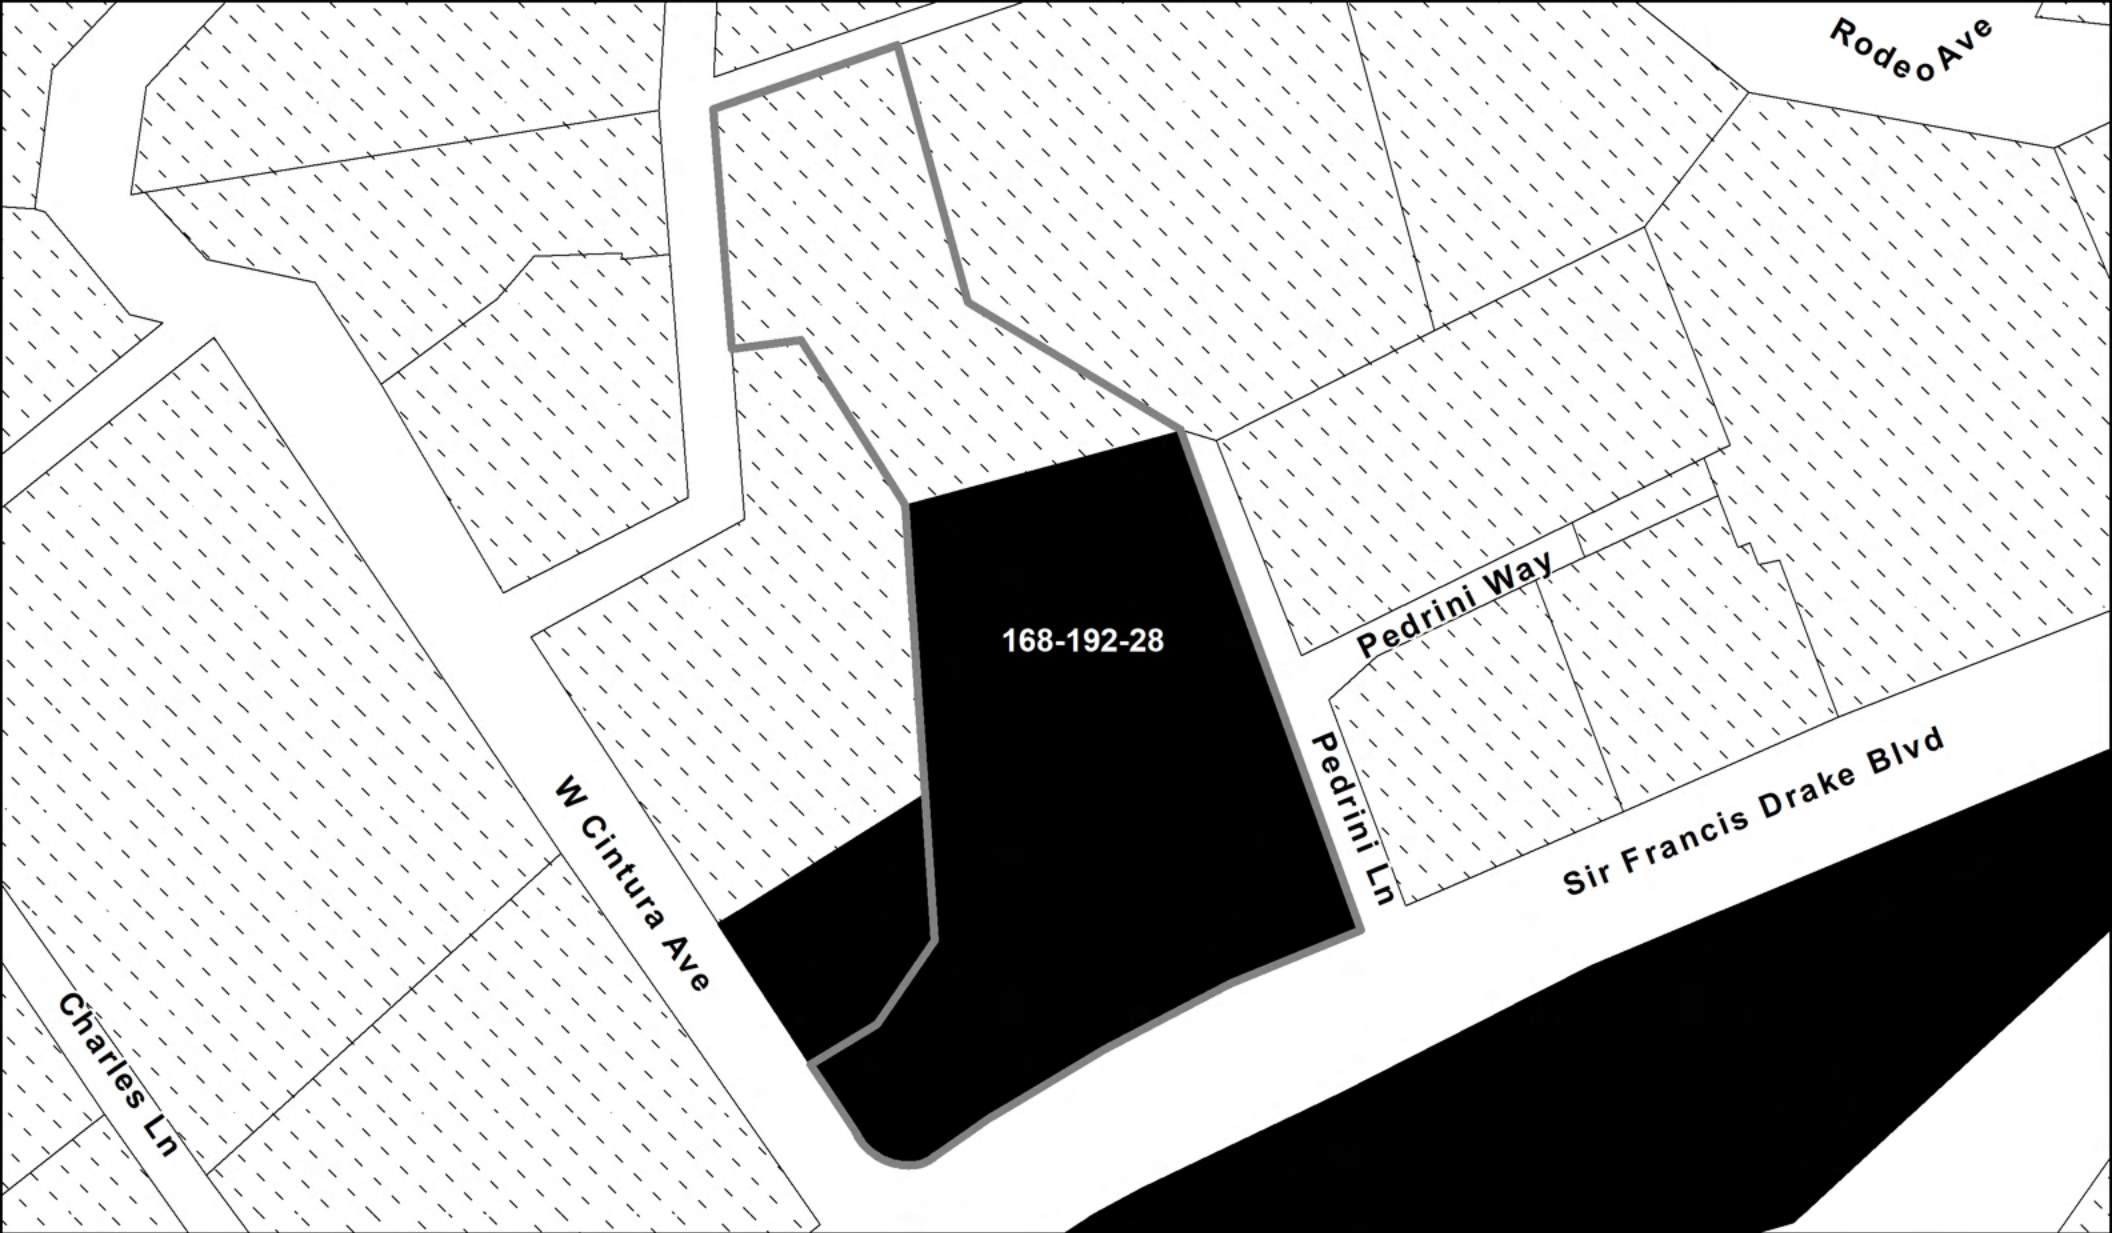 Rodeo Ave
168-192-28
Pedrini Way
Pedrini Ln
Sir Francis Drake Blvd
W Cintura Ave
Charles Ln